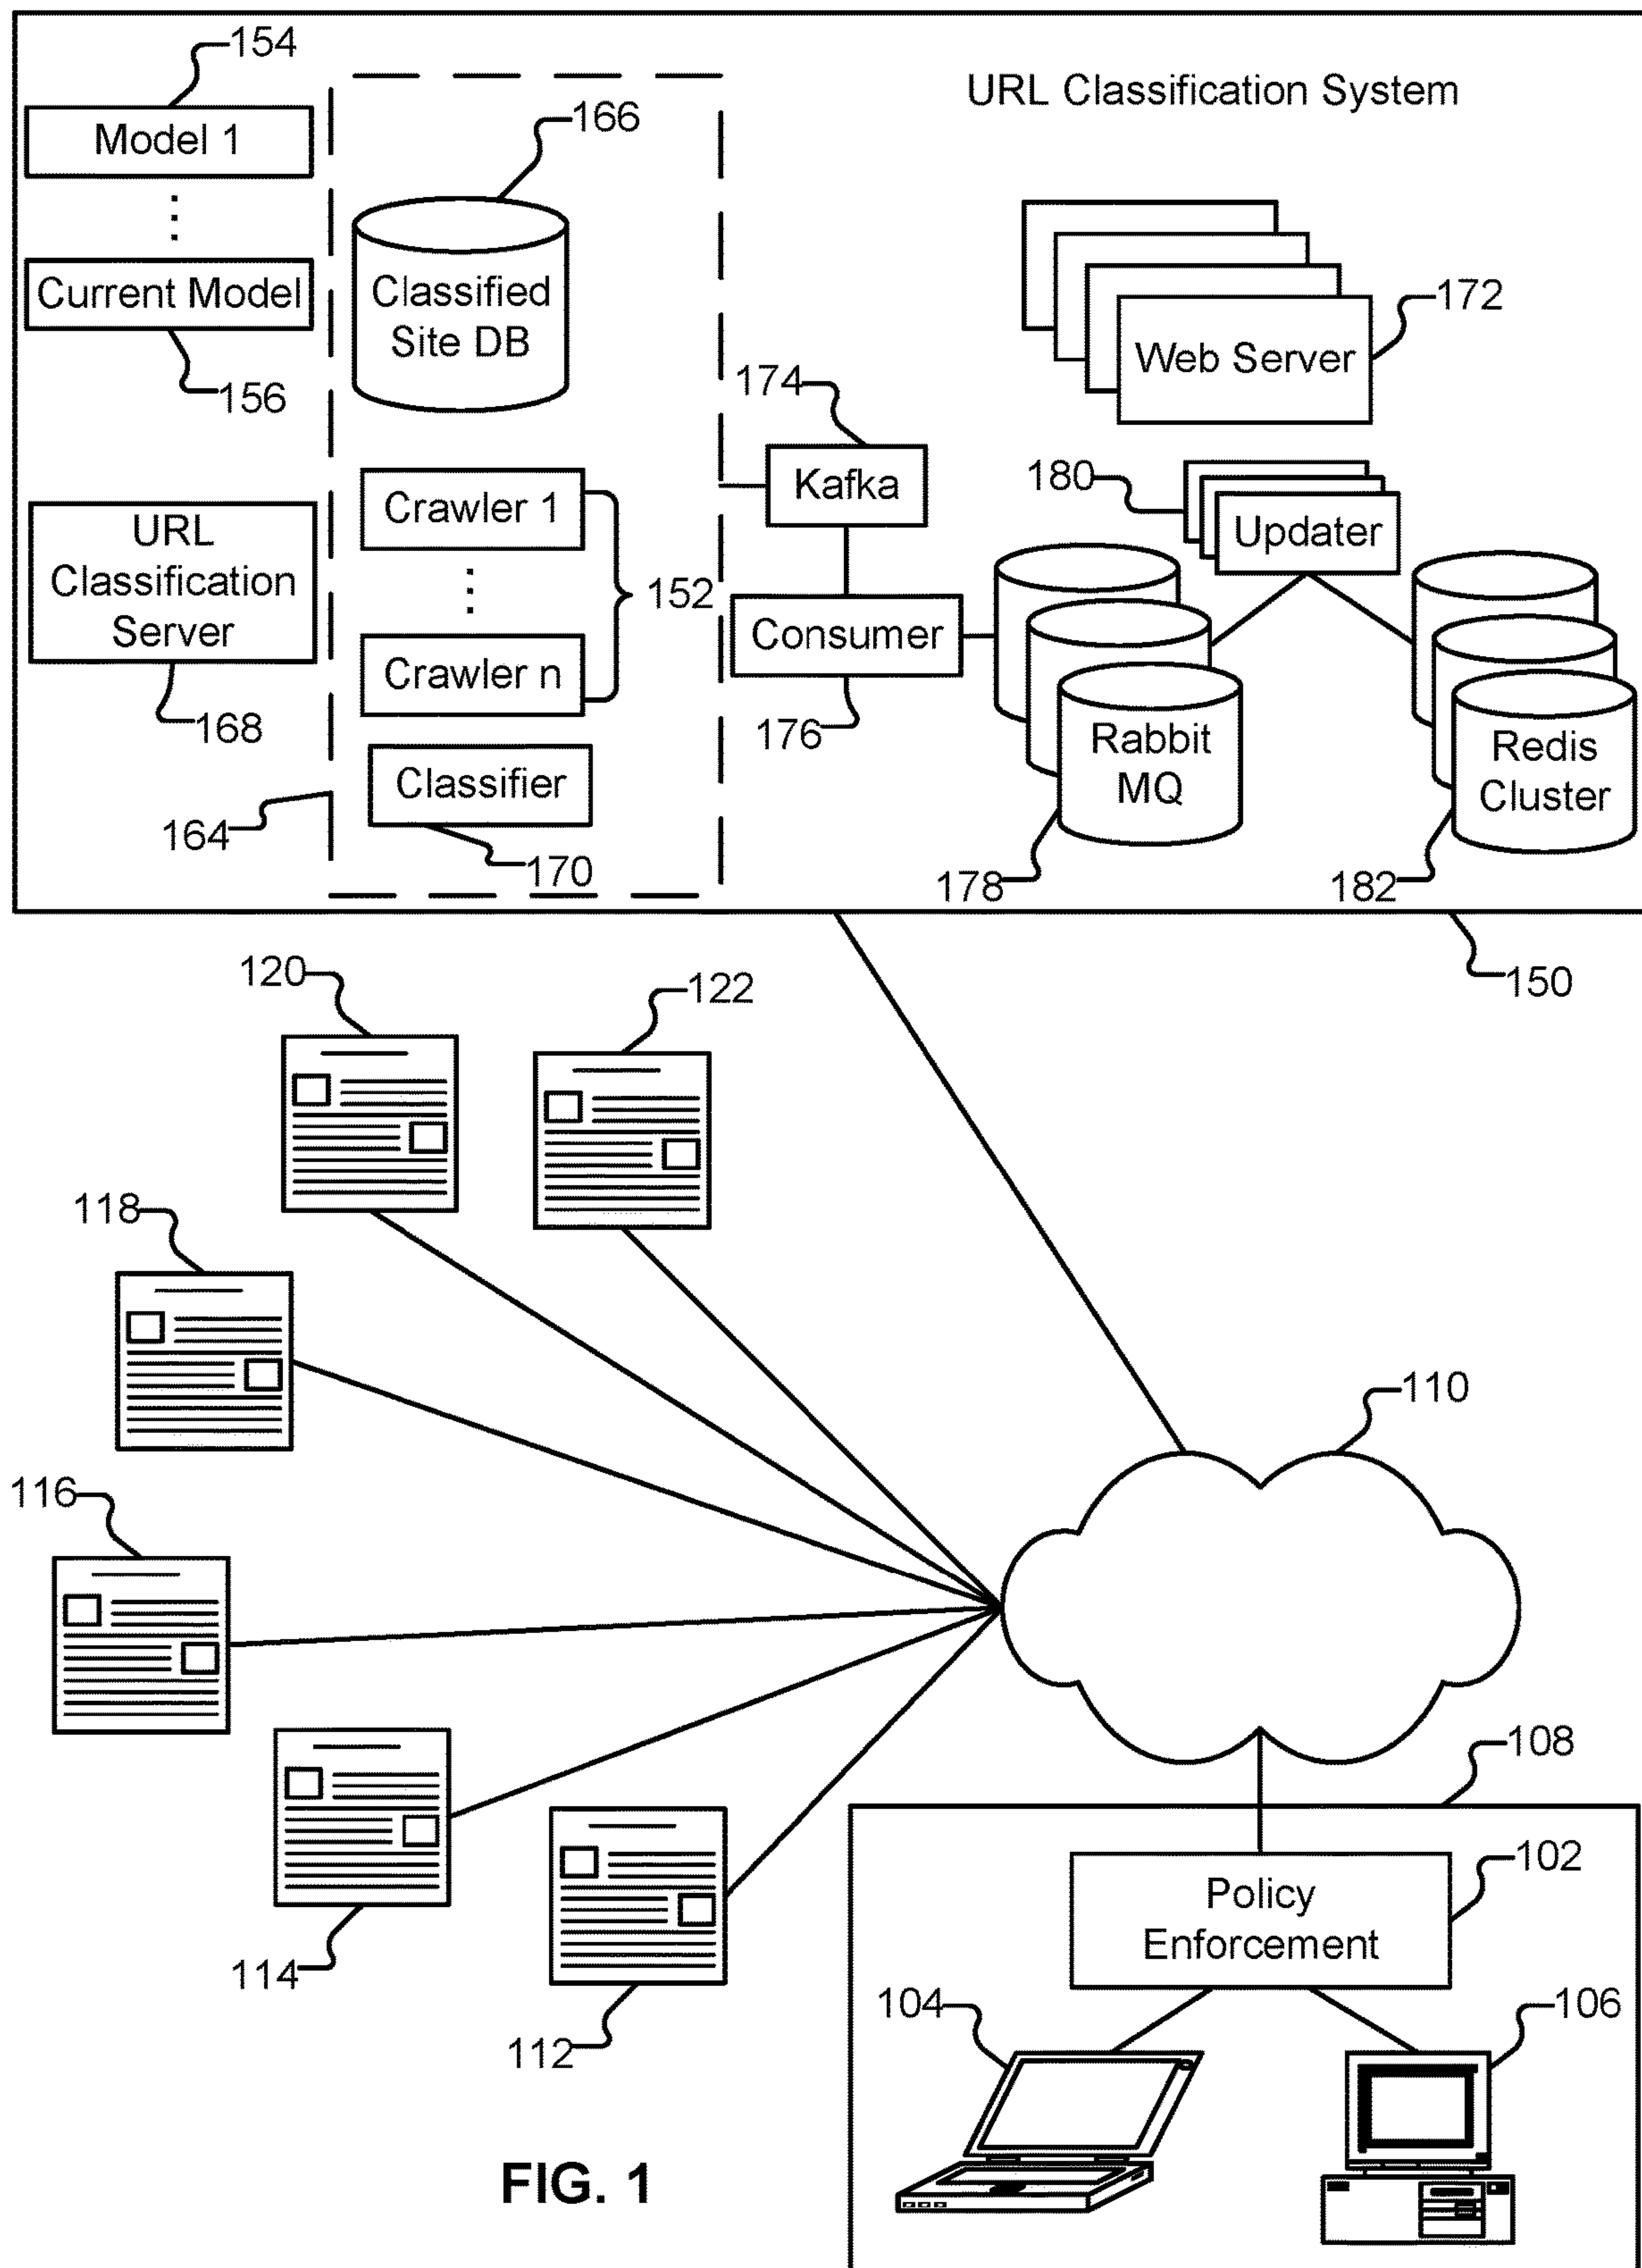 154
URL Classification System
Model 1
166
Current Model
Classified
Site DB
172
Web Server
156
174
Kafka
180
Updater
Crawler 1
URL
Classification
Server
152
Consumer
Crawler n
168
176
Rabbit
MQ
Redis
Cluster
Classifier
164
170
178
182
150
120
122
118
110
116
108
102
Policy
Enforcement
114
104
106
112
FIG. 1